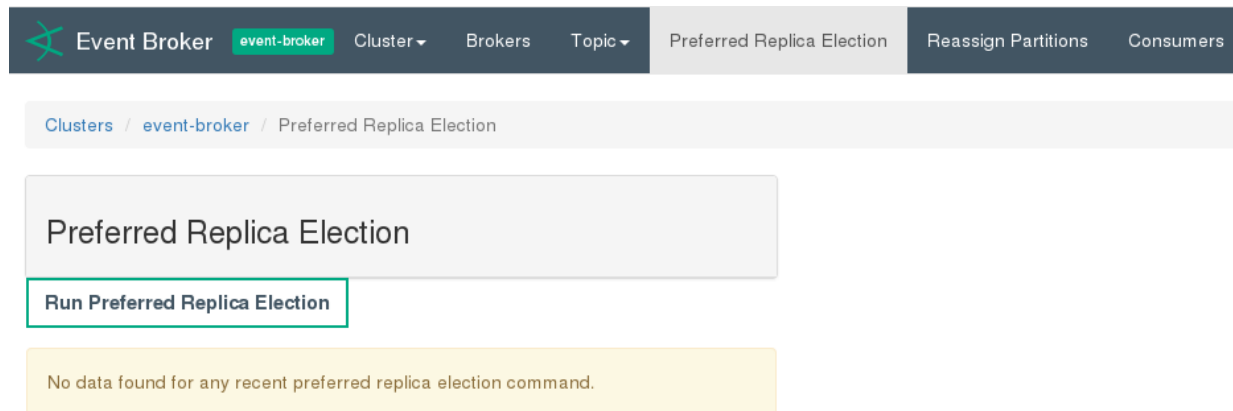 Event Broker event-broker Cluster Brokers Topic Preferred Replica Election Reassign Partitions Consumers
Clusters / event-broker / Preferred Replica Election
Preferred Replica Election
Run Preferred Replica Election
No data found for any recent preferred replica election command.